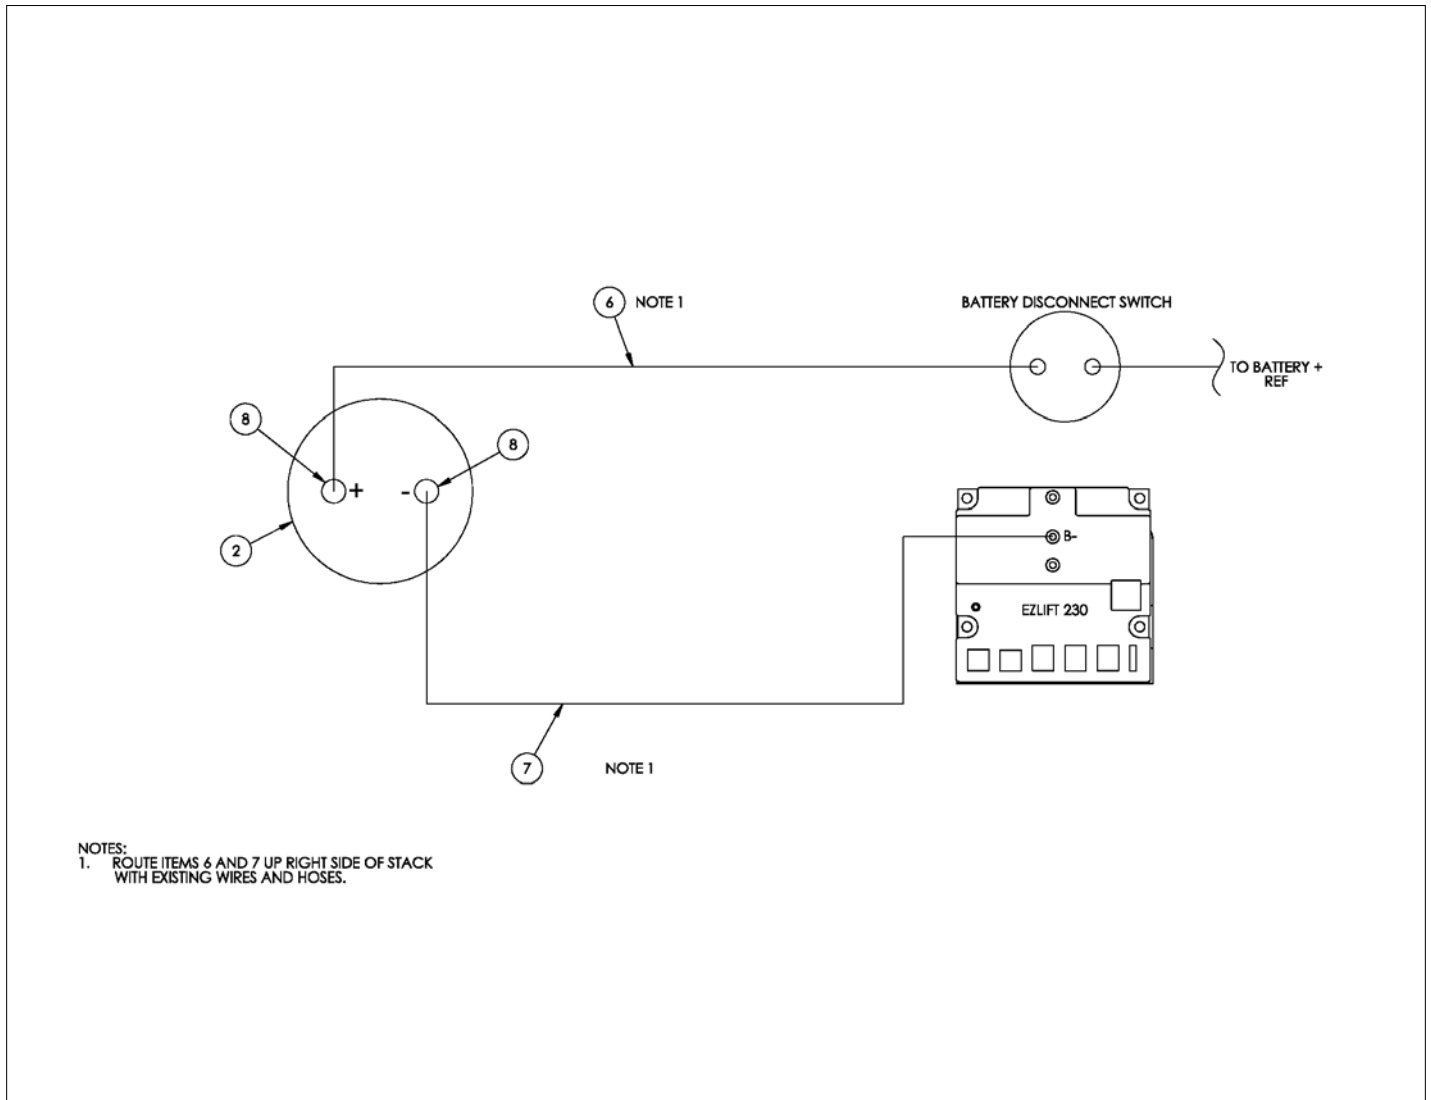 6 NOTE 1
BATTERY DISCONNECT SWITCH
TO BATTERY +
REF
8
8
+ -
2
B-
EZLIFT 230
7 NOTE 1
NOTES:
1. ROUTE ITEMS 6 AND 7 UP RIGHT SIDE OF STACK
WITH EXISTING WIRES AND HOSES.